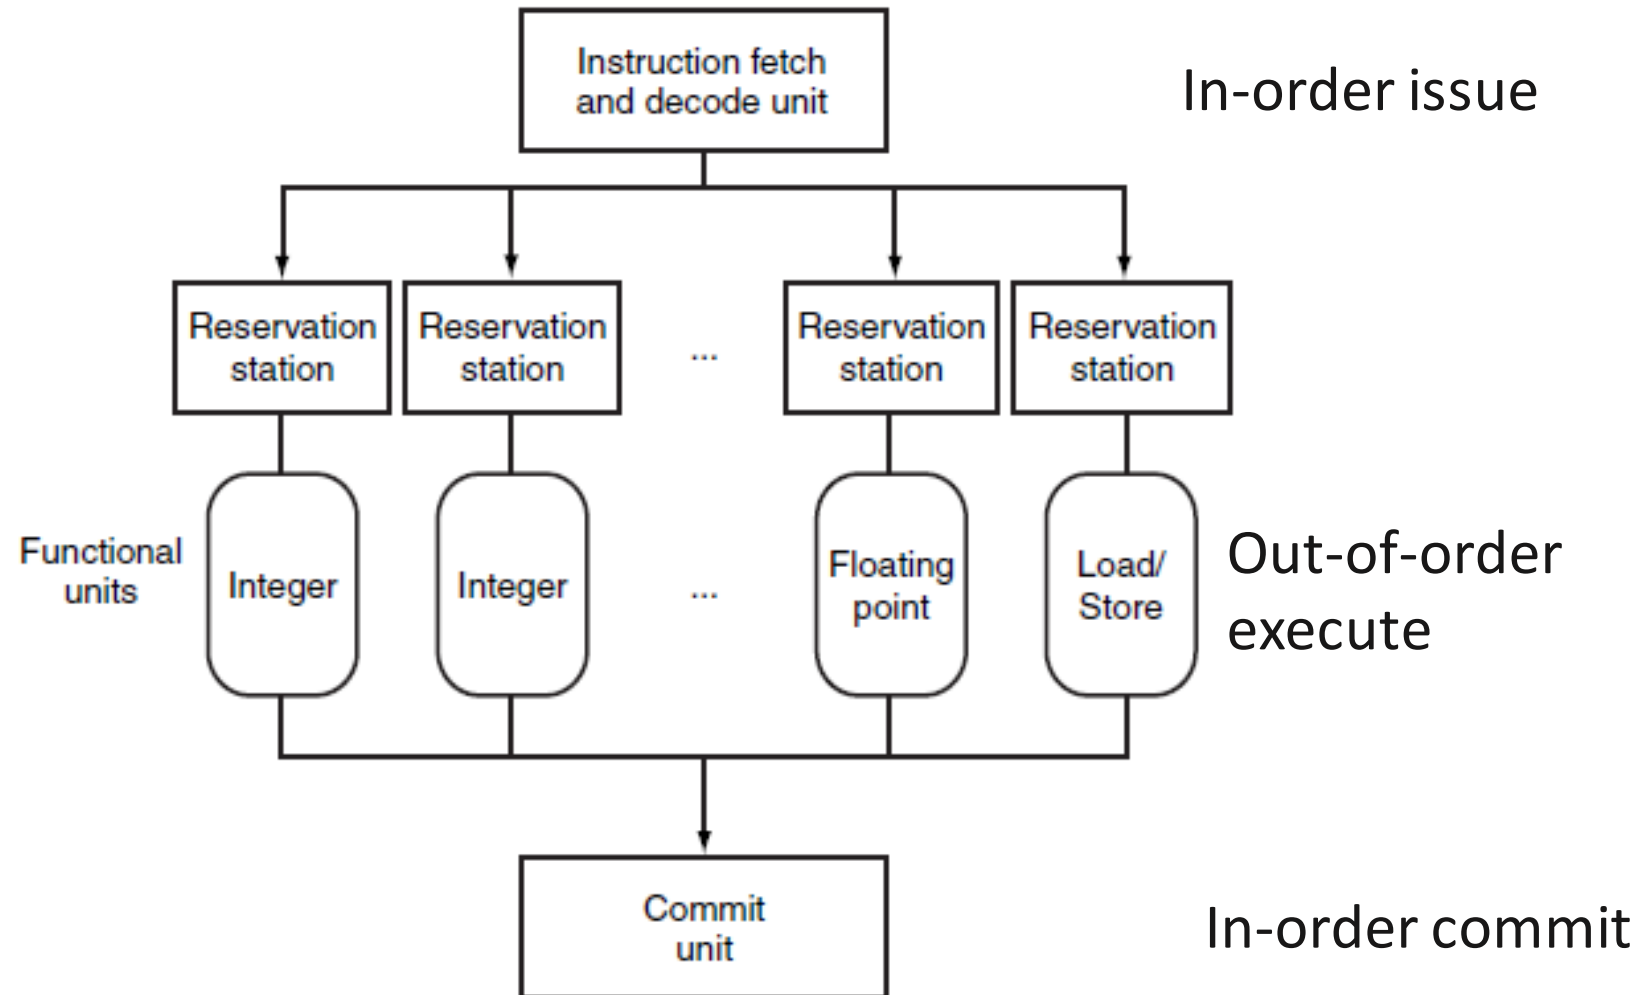 Instruction fetch
and decode unit
In-order issue
Reservation
station
Reservation
station
...
Reservation
station
Reservation
station
Functional
units
Integer
Integer
...
Floating
point
Load/
Store
Out-of-order
execute
Commit
unit
In-order commit